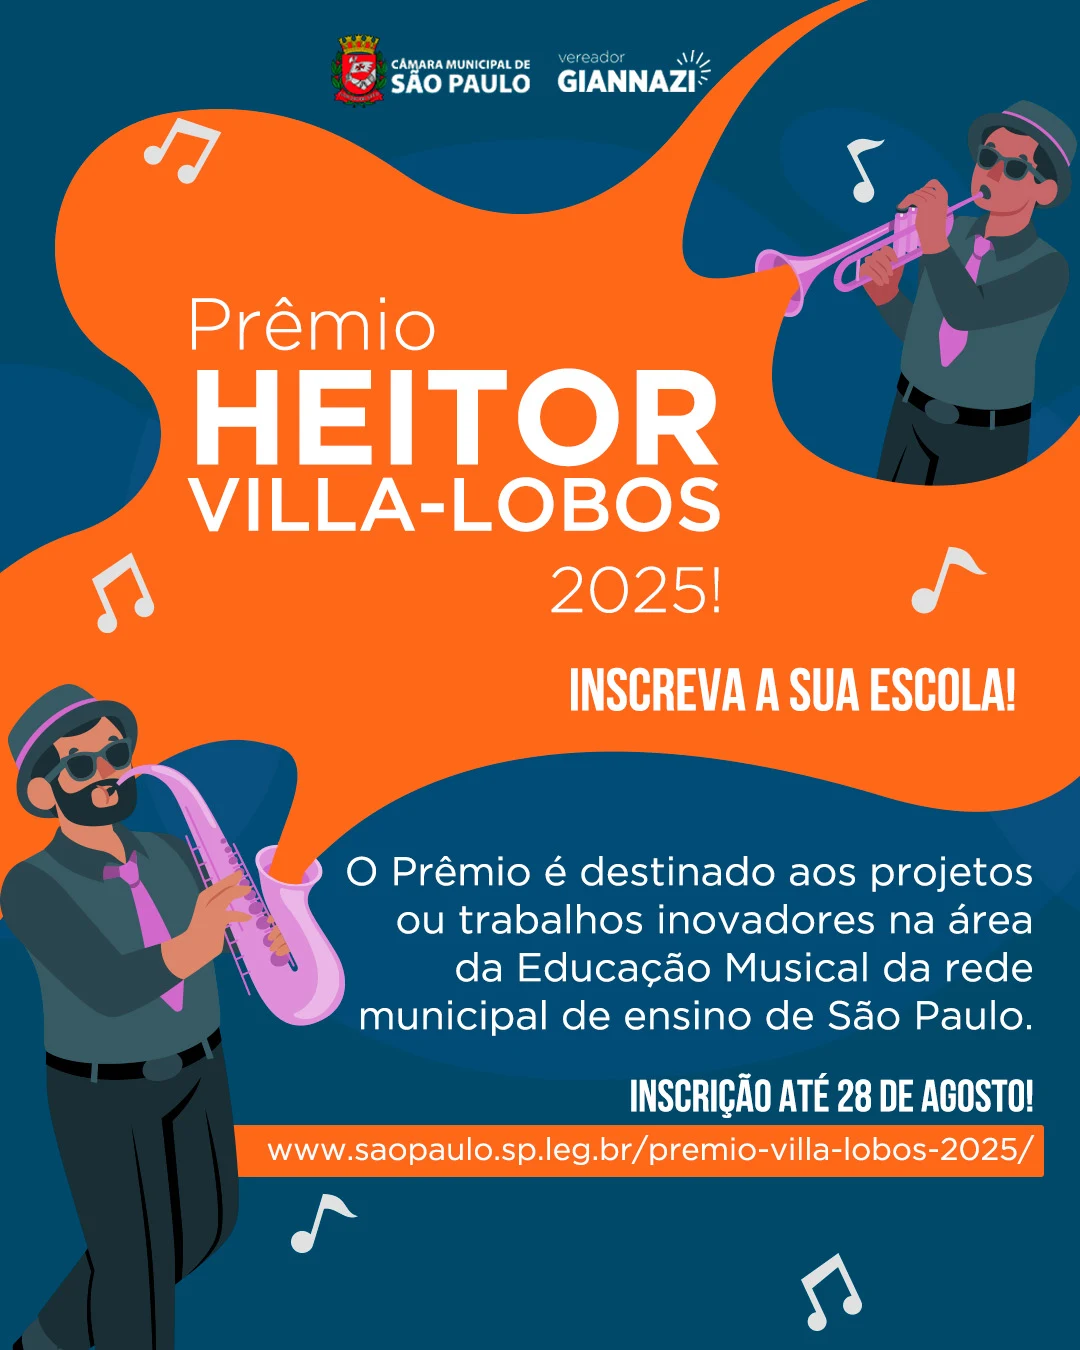 CÂMARA MUNICIPAL DE
SÃO PAULO
vereador
GIANNAZI
Prêmio
HEITOR
VILLA-LOBOS
2025!
INSCREVA A SUA ESCOLA!
O Prêmio é destinado aos projetos
ou trabalhos inovadores na área
da Educação Musical da rede
municipal de ensino de São Paulo.
INSCRIÇÃO ATÉ 28 DE AGOSTO!
www.saopaulo.sp.leg.br/premio-villa-lobos-2025/